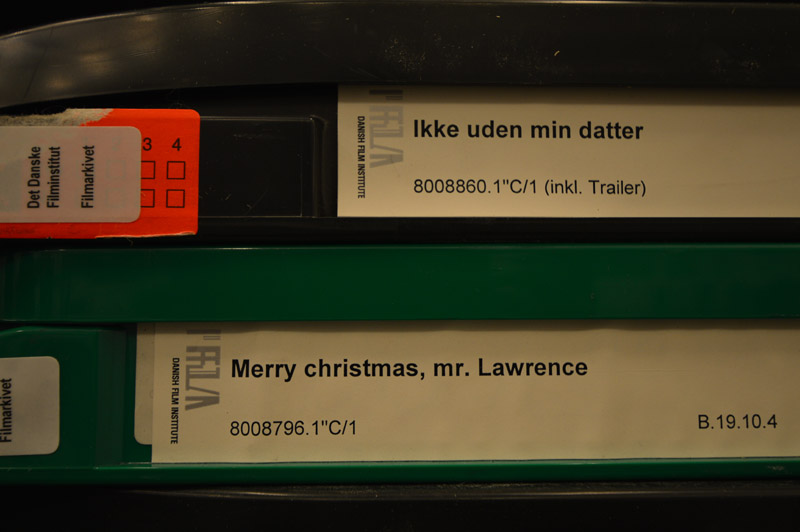 Ikke uden min datter
8008860.1"C/1 (inkl. Trailer)
DANISH FILM INSTITUTE
3 4
Det Danske
Filminstitut
Filmarkivet
Merry christmas, mr. Lawrence
8008796.1"C/1
B.19.10.4
DANISH FILM INSTITUTE
Filmarkivet